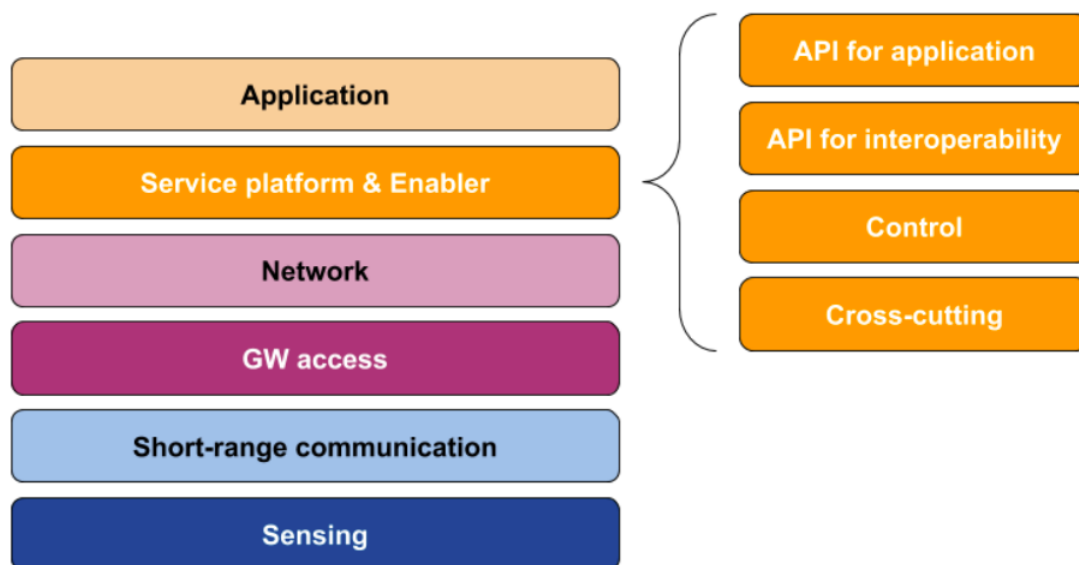 Application
Service platform & Enabler
Network
GW access
Short-range communication
Sensing
API for application
API for interoperability
Control
Cross-cutting